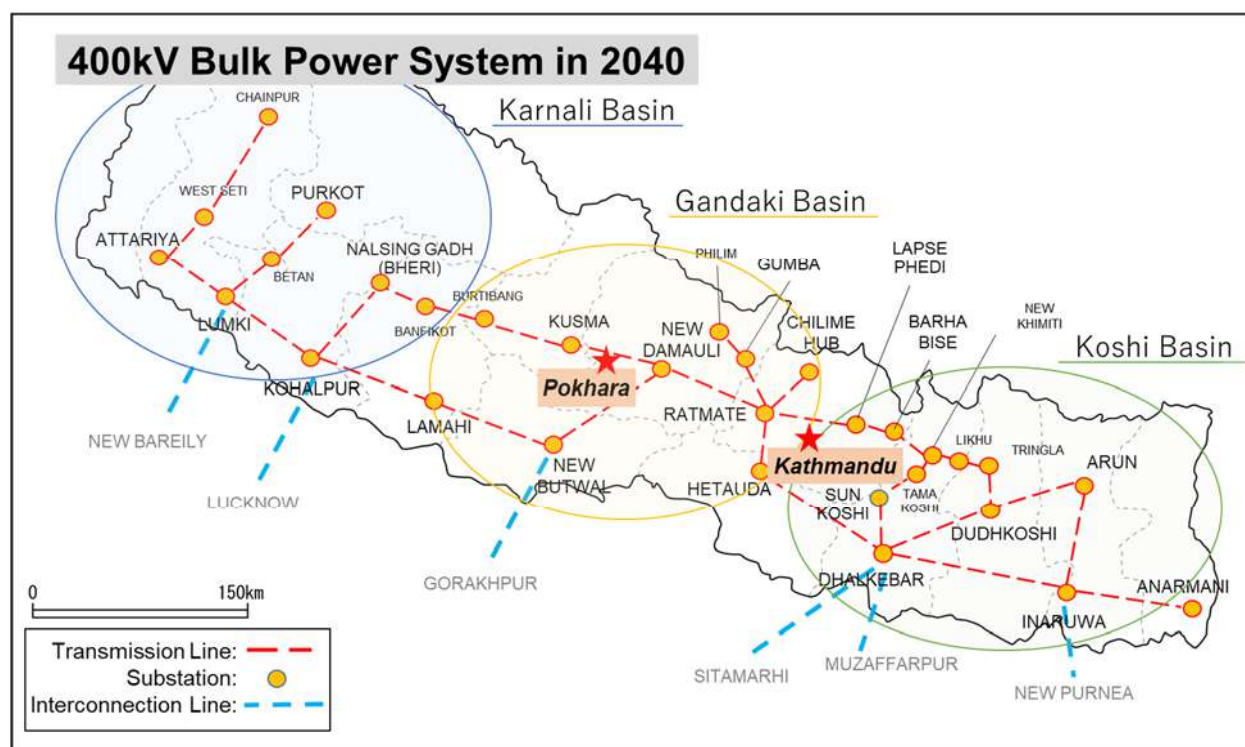 400kV Bulk Power System in 2040
CHAINPUR
Karnali Basin
WEST SETI
PURKOT
Gandaki Basin
ATTARIYA
NALSING GADH
(BHERI)
BETAN
PHILIM
GUMBA
LAPSE
PHEDI
NEW
KHIMITI
LUMKI
BANFIKOT
BURTIBANG
KUSMA
NEW
DAMAULI
CHILIME
HUB
BARHA
BISE
Koshi Basin
KOHALPUR
Pokhara
LAMAHI
RATMATE
LIKHU
TRINGLA
ARUN
NEW BAREILY
NEW
BUTWAL
HETAUDA
Kathmandu
SUN
KOSHI
TAMA
KOSHI
DUDHKOSHI
LUCKNOW
GORAKHPUR
DHALKEBAR
ANARMANI
INARUWA
0
150km
SITAMARHI
MUZAFFARPUR
NEW PURNEA
Transmission Line:
Substation:
Interconnection Line: